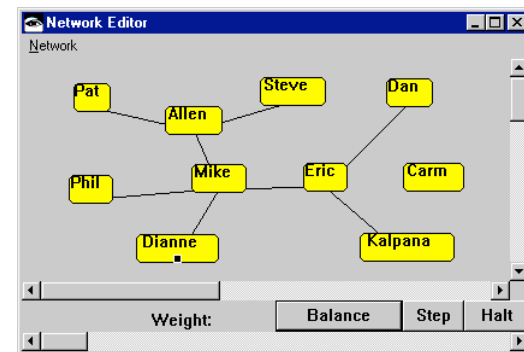 Network Editor
Network
Pat
Steve
Dan
Allen
Phil
Mike
Eric
Carm
Dianne
Kalpana
Weight:
Balance
Step
Halt